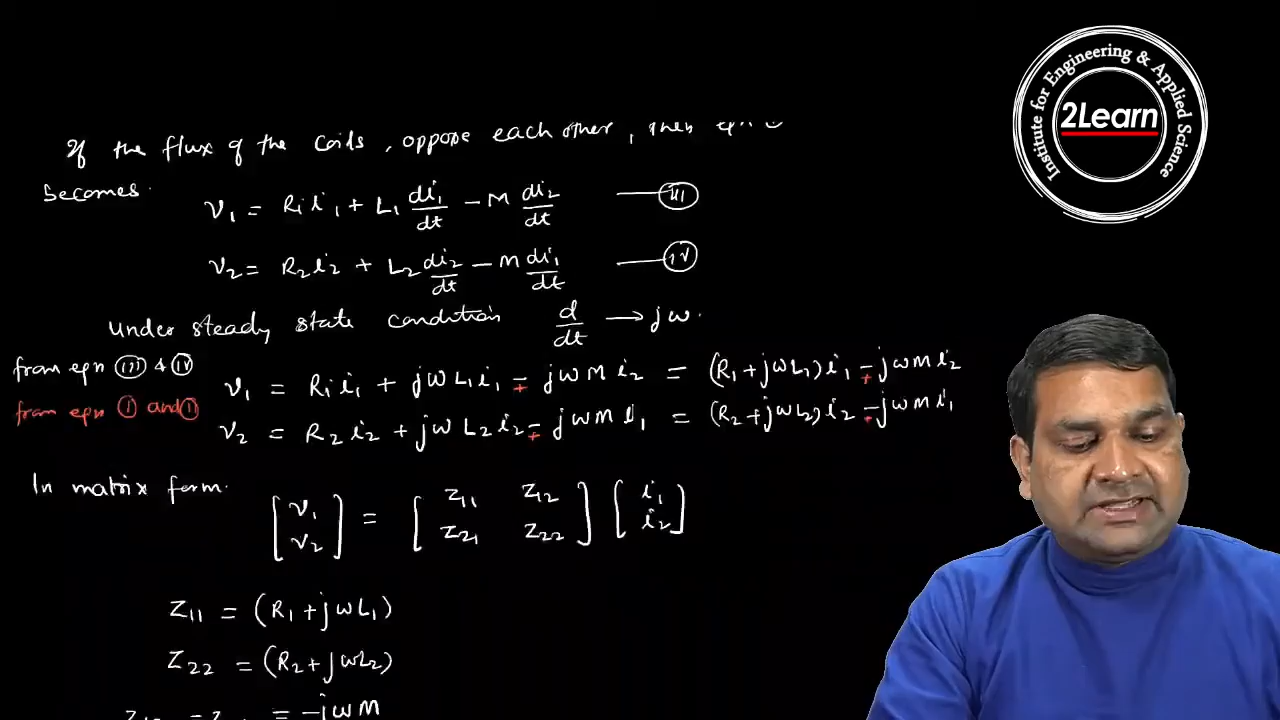 Institute for Engineering & Applied Science
2Learn
If the flux of the coils, oppose each other, then eqn
becomes.
v₁ = R₁i₁ + L₁ di₁/dt − M di₂/dt —(iii)
v₂ = R₂i₂ + L₂ di₂/dt − M di₁/dt —(iv)
Under steady state condition d/dt → jω.
from eqn (iii) & (iv)
v₁ = R₁i₁ + jωL₁i₁ ∓ jωMi₂ = (R₁+jωL₁)i₁ ∓ jωMi₂
from eqn (i) and (i)
v₂ = R₂i₂ + jωL₂i₂ ∓ jωMi₁ = (R₂+jωL₂)i₂ ∓ jωMi₁
In matrix form.
[v₁ v₂] = [z₁₁ z₁₂ z₂₁ z₂₂] [i₁ i₂]
z₁₁ = (R₁+jωL₁)
z₂₂ = (R₂+jωL₂)
= −jωM